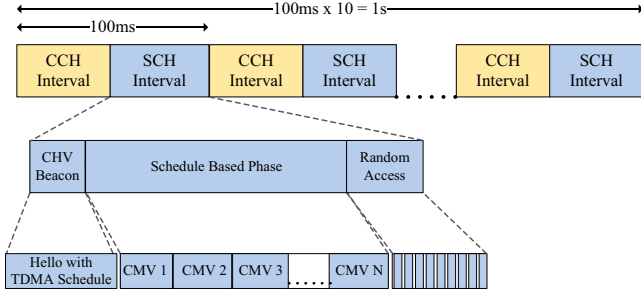 100ms x 10 = 1s
100ms
CCH
Interval
SCH
Interval
CCH
Interval
SCH
Interval
CCH
Interval
SCH
Interval
CHV
Beacon
Schedule Based Phase
Random
Access
Hello with
TDMA Schedule
CMV 1
CMV 2
CMV 3
CMV N